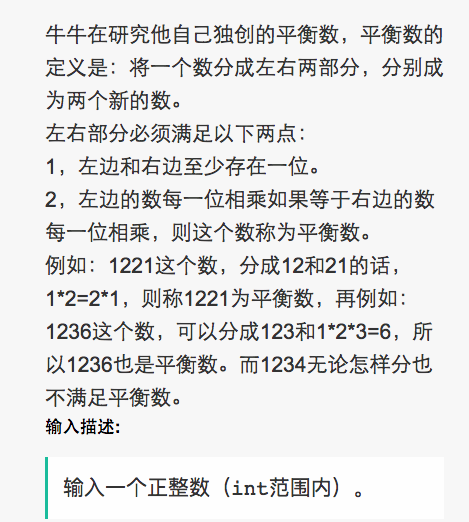 牛牛在研究他自己独创的平衡数，平衡数的
定义是：将一个数分成左右两部分，分别成
为两个新的数。
左右部分必须满足以下两点：
1，左边和右边至少存在一位。
2，左边的数每一位相乘如果等于右边的数
每一位相乘，则这个数称为平衡数。
例如：1221这个数，分成12和21的话，
1*2=2*1，则称1221为平衡数，再例如：
1236这个数，可以分成123和1*2*3=6，所
以1236也是平衡数。而1234无论怎样分也
不满足平衡数。
输入描述:
输入一个正整数（int范围内）。